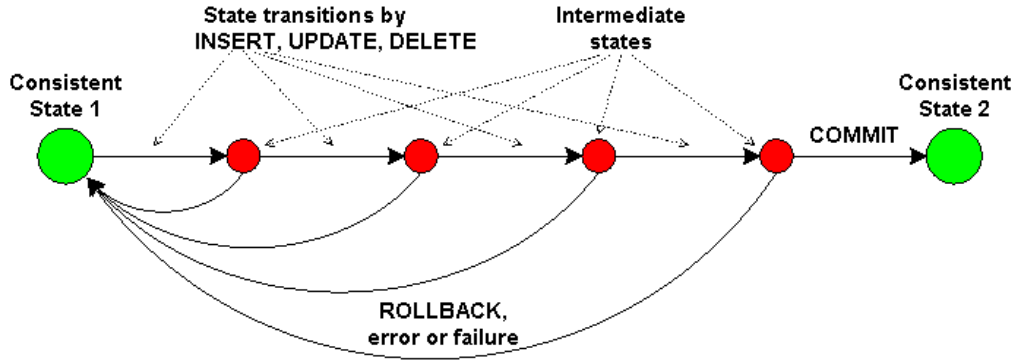 State transitions by
INSERT, UPDATE, DELETE
Intermediate
states
Consistent
State 1
Consistent
State 2
COMMIT
ROLLBACK,
error or failure